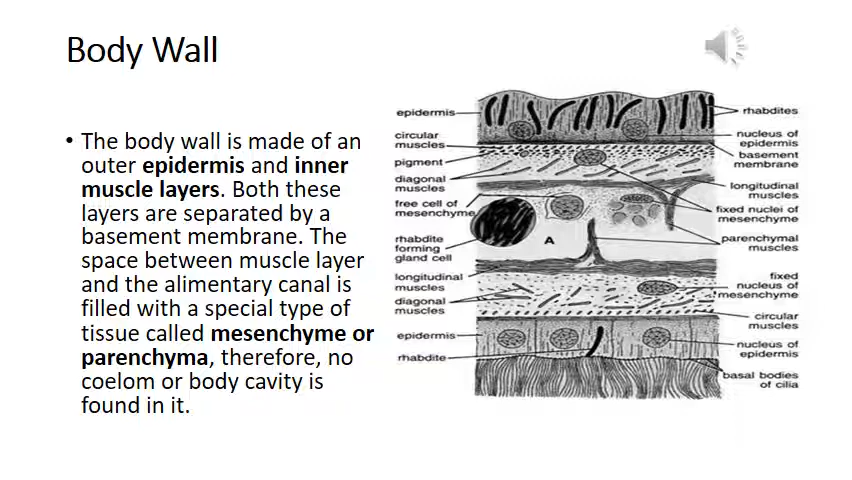 Body Wall
• The body wall is made of an
outer epidermis and inner
muscle layers. Both these
layers are separated by a
basement membrane. The
space between muscle layer
and the alimentary canal is
filled with a special type of
tissue called mesenchyme or
parenchyma, therefore, no
coelom or body cavity is
found in it.
epidermis
circular
muscles
pigment
diagonal
muscles
free cell of
mesenchyme
rhabdite
forming
gland cell
longitudinal
muscles
diagonal
muscles
epidermis
rhabdite
A
rhabdites
nucleus of
epidermis
basement
membrane
longitudinal
muscles
fixed nuclei of
mesenchyme
parenchymal
muscles
fixed
nucleus of
mesenchyme
circular
muscles
nucleus of
epidermis
basal bodies
of cilia